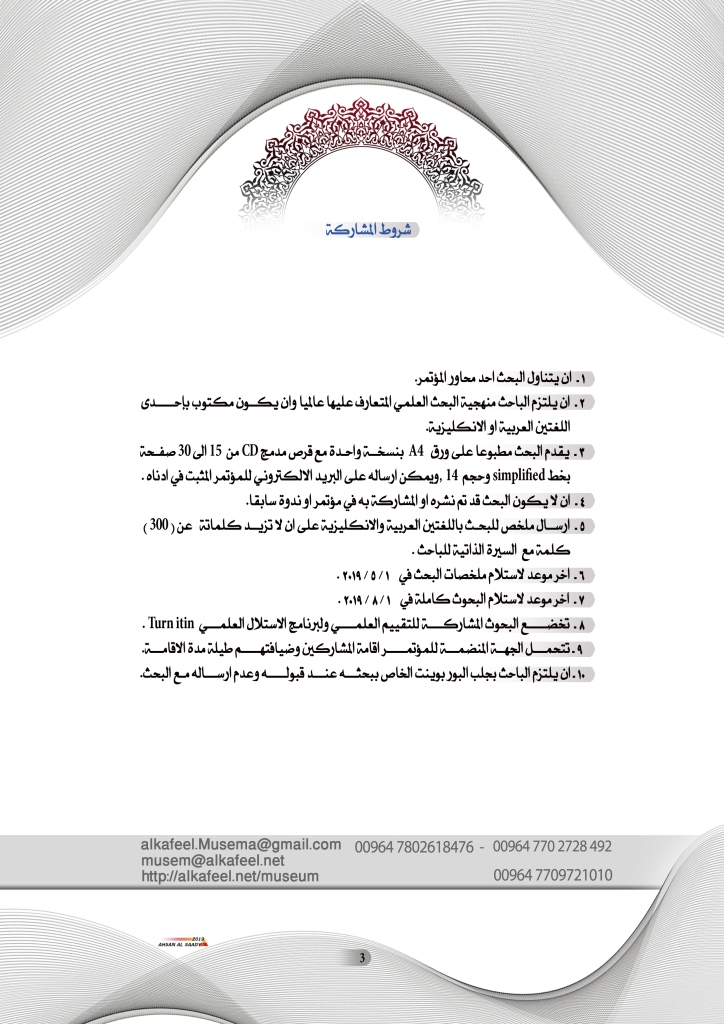 شروط المشاركة
١. ان يتناول البحث احد محاور المؤتمر.
٢. ان يلتزم الباحث منهجية البحث العلمي المتعارف عليها عالميا وان يكون مكتوب بإحدى
اللغتين العربية او الانكليزية.
٣. يقدم البحث مطبوعا على ورق A4 بنسخة واحدة مع قرص مدمج CD من 15 الى 30 صفحة
بخط simplified وحجم 14 ,ويمكن ارساله على البريد الالكتروني للمؤتمر المثبت في ادناه .
٤. ان لا يكون البحث قد تم نشره او المشاركة به في مؤتمر او ندوة سابقا.
٥. ارسال ملخص للبحث باللغتين العربية والانكليزية على ان لا تزيد كلماتة عن ( 300 )
كلمة مع السيرة الذاتية للباحث .
٦. اخر موعد لاستلام ملخصات البحث في ١ / ٥ / ٢٠١٩ .
٧. اخر موعد لاستلام البحوث كاملة في ١ / ٨ / ٢٠١٩ .
٨. تخضع البحوث المشاركة للتقييم العلمي ولبرنامج الاستلال العلمي Turn itin .
٩. تتحمل الجهة المنضمة للمؤتمر اقامة المشاركين وضيافتهم طيلة مدة الاقامة.
١٠. ان يلتزم الباحث بجلب البور بوينت الخاص ببحثه عند قبوله وعدم ارساله مع البحث.
alkafeel.Musema@gmail.com 00964 7802618476 - 00964 770 2728 492
musem@alkafeel.net
http://alkafeel.net/museum 00964 7709721010
2019
AHSAN AL SAADY
3